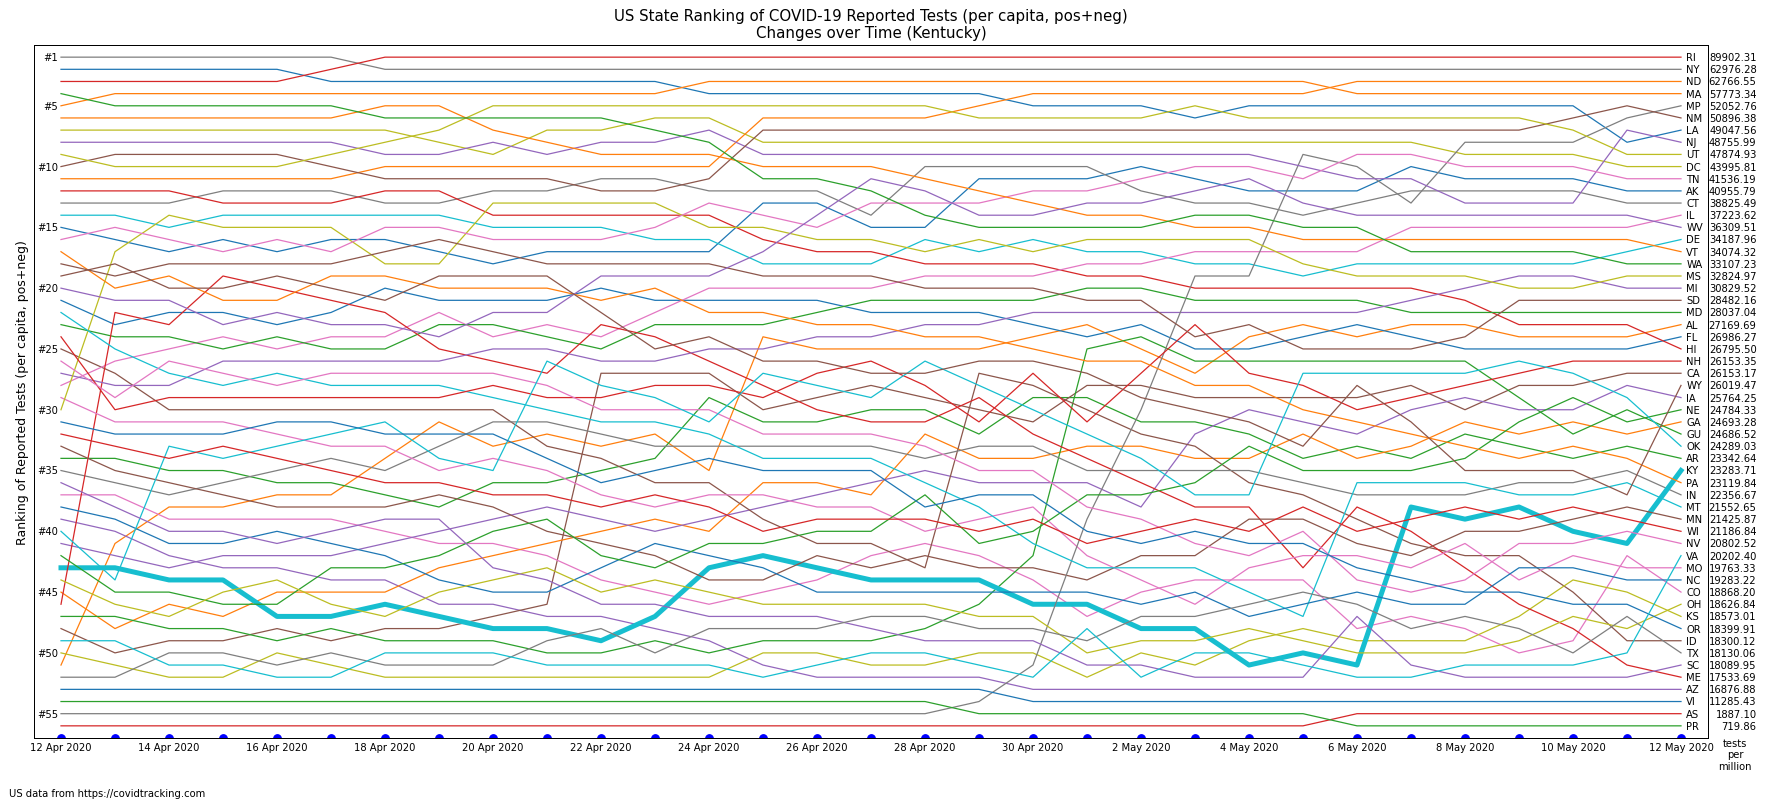 US State Ranking of COVID-19 Reported Tests (per capita, pos+neg)
Changes over Time (Kentucky)
Ranking of Reported Tests (per capita, pos+neg)
#1
#5
#10
#15
#20
#25
#30
#35
#40
#45
#50
#55
RI 89902.31
NY 62976.28
ND 62766.55
MA 57773.34
MP 52052.76
NM 50896.38
LA 49047.56
NJ 48755.99
UT 47874.93
DC 43995.81
TN 41536.19
AK 40955.79
CT 38825.49
IL 37223.62
WV 36309.51
DE 34187.96
VT 34074.32
WA 33107.23
MS 32824.97
MI 30829.52
SD 28482.16
MD 28037.04
AL 27169.69
FL 26986.27
HI 26795.50
NH 26153.35
CA 26153.17
WY 26019.47
IA 25764.25
NE 24784.33
GA 24693.28
GU 24686.52
OK 24289.03
AR 23342.64
KY 23283.71
PA 23119.84
IN 22356.67
MT 21552.65
MN 21425.87
WI 21186.84
NV 20802.52
VA 20202.40
MO 19763.33
NC 19283.22
CO 18868.20
OH 18626.84
KS 18573.01
OR 18399.91
ID 18300.12
TX 18130.06
SC 18089.95
ME 17533.69
AZ 16876.88
VI 11285.43
AS 1887.10
PR 719.86
12 Apr 2020 14 Apr 2020 16 Apr 2020 18 Apr 2020 20 Apr 2020 22 Apr 2020 24 Apr 2020 26 Apr 2020 28 Apr 2020 30 Apr 2020 2 May 2020 4 May 2020 6 May 2020 8 May 2020 10 May 2020 12 May 2020
tests
per
million
US data from https://covidtracking.com